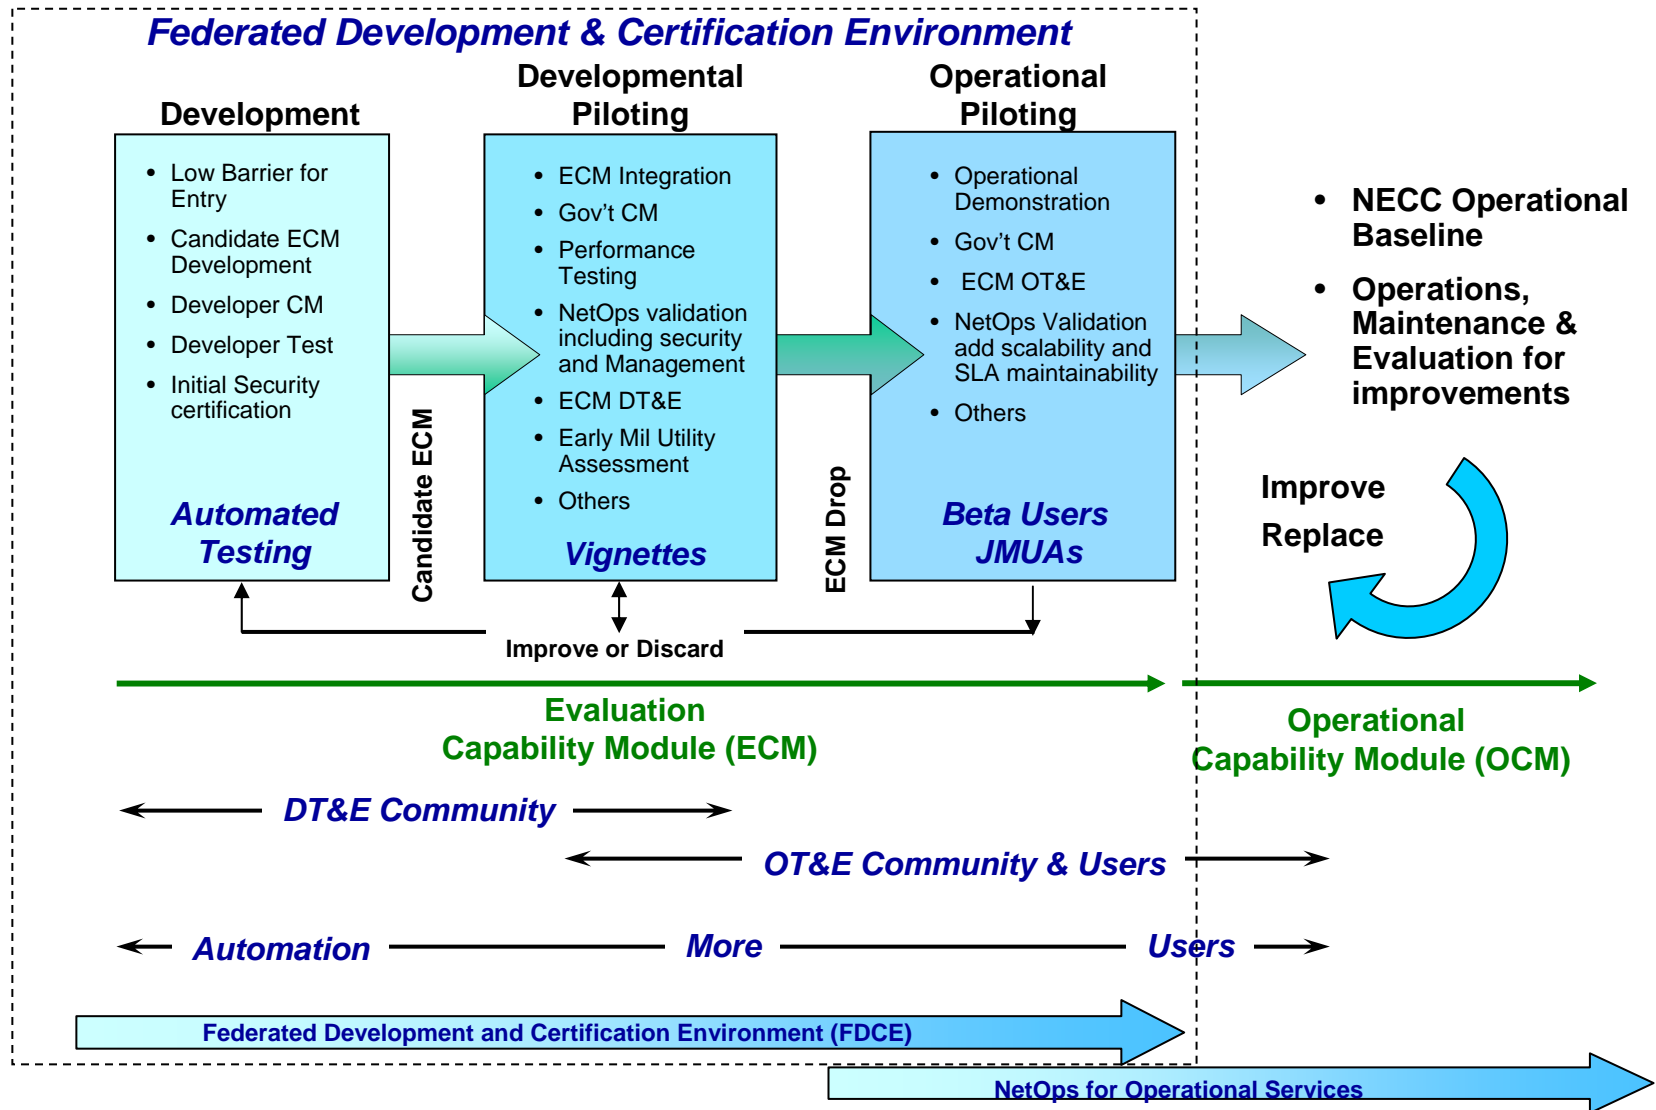 Federated Development & Certification Environment
Development
• Low Barrier for
Entry
• Candidate ECM
Development
• Developer CM
• Developer Test
• Initial Security
certification
Automated
Testing
Candidate ECM
Developmental
Piloting
• ECM Integration
• Gov't CM
• Performance
Testing
• NetOps validation
including security
and Management
• ECM DT&E
• Early Mil Utility
Assessment
• Others
Vignettes
ECM Drop
Operational
Piloting
• Operational
Demonstration
• Gov't CM
• ECM OT&E
• NetOps Validation
add scalability and
SLA maintainability
• Others
Beta Users
JMUAs
• NECC Operational
Baseline
• Operations,
Maintenance &
Evaluation for
improvements
Improve
Replace
Improve or Discard
Evaluation
Capability Module (ECM)
Operational
Capability Module (OCM)
DT&E Community
OT&E Community & Users
Automation
More
Users
Federated Development and Certification Environment (FDCE)
NetOps for Operational Services